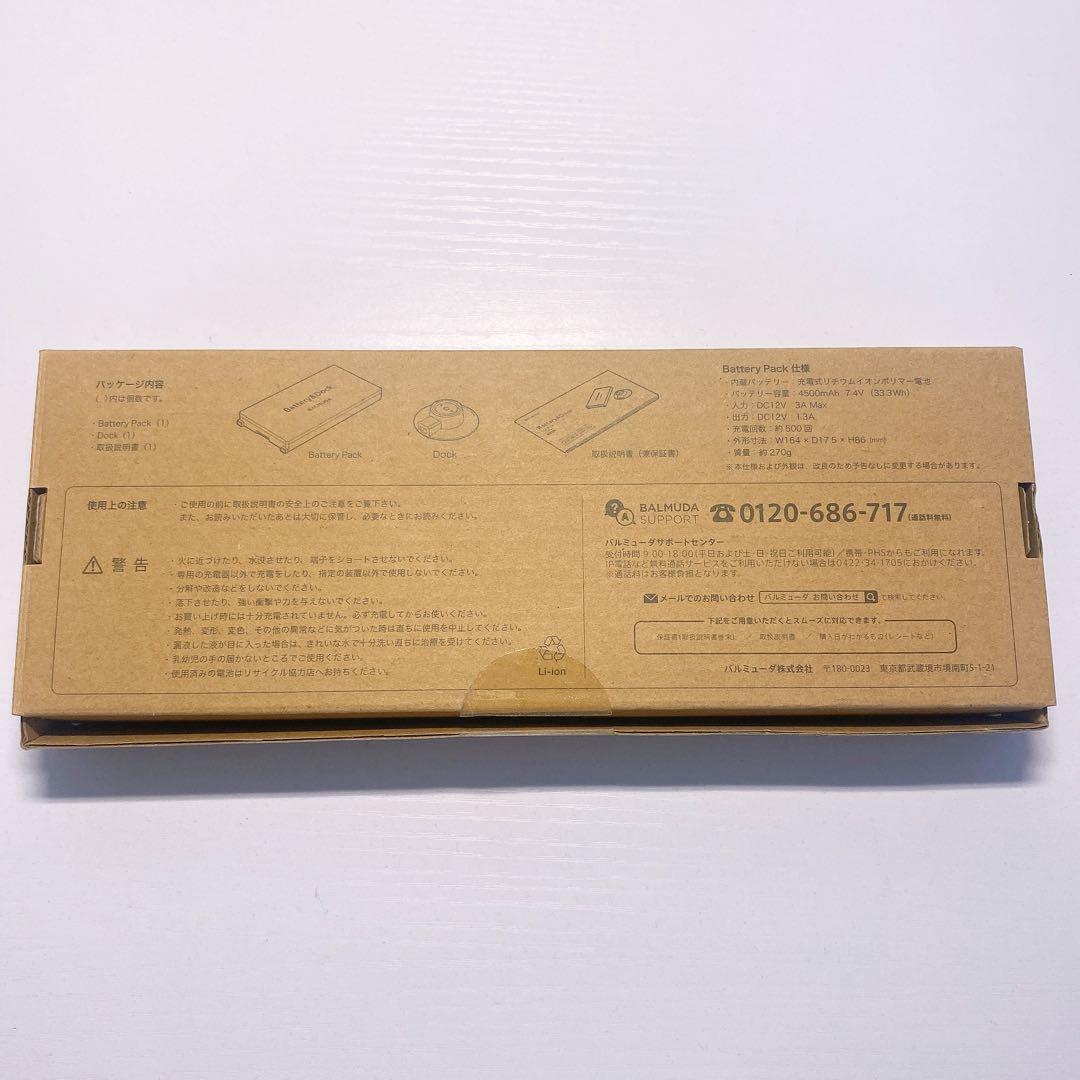 パッケージ内容
( )内は個数です。
・Battery Pack（1）
・Dock（1）
・取扱説明書（1）
Battery&Dock
BALMUDA
Battery Pack
Dock
取扱説明書（兼保証書）
Battery Pack 仕様
・内蔵バッテリー：充電式リチウムイオンポリマー電池
・バッテリー容量：4500mAh 7.4V （33.3Wh）
・入力：DC12V 3A Max
・出力：DC12V 1.3A
・充電回数：約500回
・外形寸法：W164×D17.5×H86 (mm)
・質量：約270g
※本仕様および外観は、改良のため予告なしに変更する場合があります。
使用上の注意
・ご使用の前に取扱説明書の安全上のご注意をご覧下さい。
また、お読みいただいたあとは大切に保管し、必要なときにお読みください。
警告
・火に近づけたり、水没させたり、端子をショートさせないでください。
・専用の充電器以外で充電をしたり、指定の装置以外で使用しないでください。
・分解や改造などをしないでください。
・落下させたり、強い衝撃や力を与えないでください。
・お買い上げ時には十分充電されていません。必ず充電してからお使いください。
・発熱、変形、変色、その他の異常などに気がついた時は直ちに使用を中止してください。
・漏液した液が目に入った場合は、きれいな水で十分洗い直ちに治療を受けてください。
・乳幼児の手の届かないところでご使用ください。
・使用済みの電池はリサイクル協力店へお持ちください。
Li-ion
? A BALMUDA SUPPORT
0120-686-717(通話料無料)
バルミューダサポートセンター
受付時間 9:00-18:00(平日および土・日・祝日ご利用可能) / 携帯・PHSからもご利用になれます。
IP電話など無料通話サービスをご利用いただけない場合は0422-34-1705におかけください。
※通話料はお客様負担となります。
メールでのお問い合わせ バルミューダ お問い合わせ で検索してください。
下記をご用意いただくとスムーズに対応できます。
保証書(取扱説明書巻末) ／ 取扱説明書 ／ 購入日がわかるもの(レシートなど)
バルミューダ株式会社 〒180-0023 東京都武蔵境市境南町5-1-21